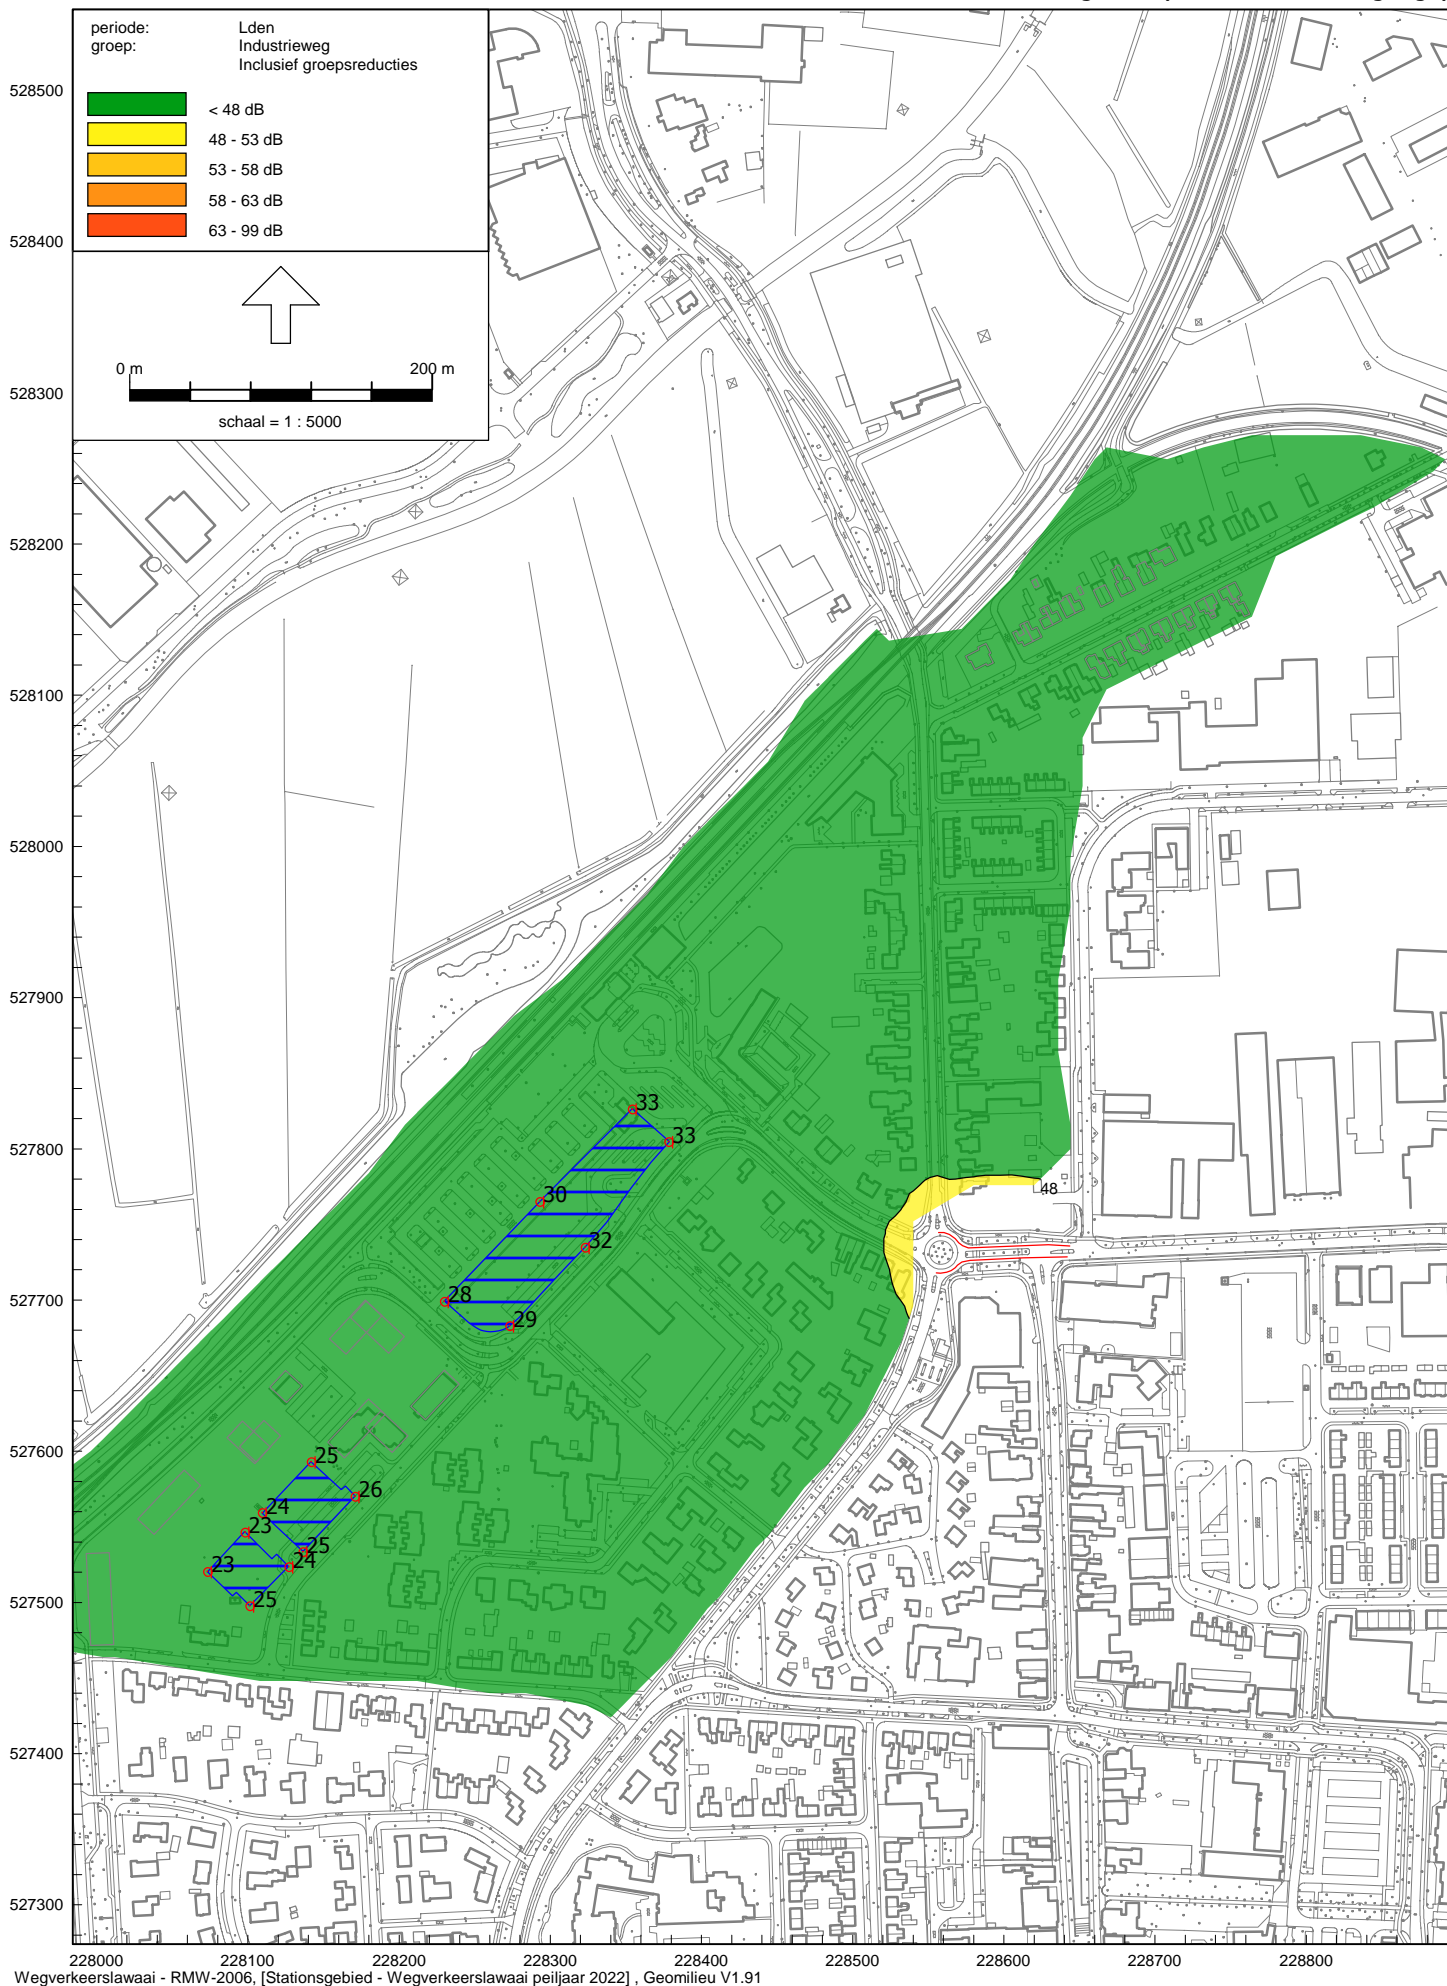 periode: Lden
groep: Industrieweg
Inclusief groepsreducties
< 48 dB
48 - 53 dB
53 - 58 dB
58 - 63 dB
63 - 99 dB
0 m 200 m
schaal = 1 : 5000
528500
528400
528300
528200
528100
528000
527900
527800
527700
527600
527500
527400
527300
33
33
30
32
28
29
48
25
26
24
23
25
24
23
25
228000 228100 228200 228300 228400 228500 228600 228700 228800
Wegverkeerslawaai - RMW-2006, [Stationsgebied - Wegverkeerslawaai peiljaar 2022] , Geomilieu V1.91